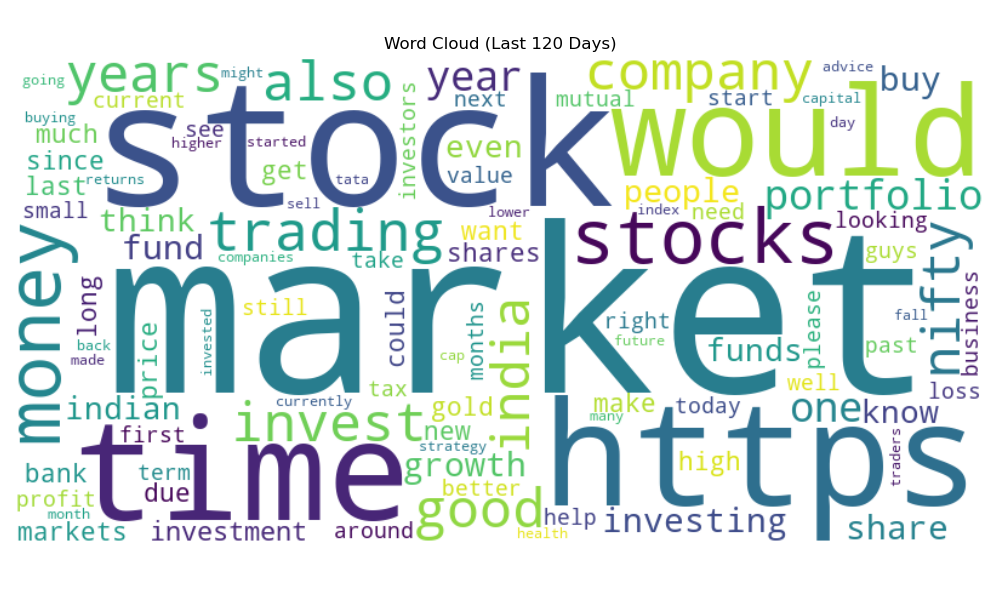 Word Cloud (Last 120 Days)
going
years
might
also
investors
year
next
company
mutual
start
advice
capital
buy
current
buying
much
see
higher
started
stock
even
would
day
since
last
returns
get
tata
sell
value
people
index
need
portfolio
small
think
trading
lower
want
shares
stocks
looking
guys
nifty
fund
companies
take
money
long
market
still
could
months
india
right
future
funds
please
past
fall
business
back
made
price
invested
cap
tax
well
loss
indian
currently
gold
make
many
today
one
know
first
time
invest
new
strategy
https
traders
bank
term
due
growth
better
high
profit
month
markets
investment
around
good
health
help
investing
share